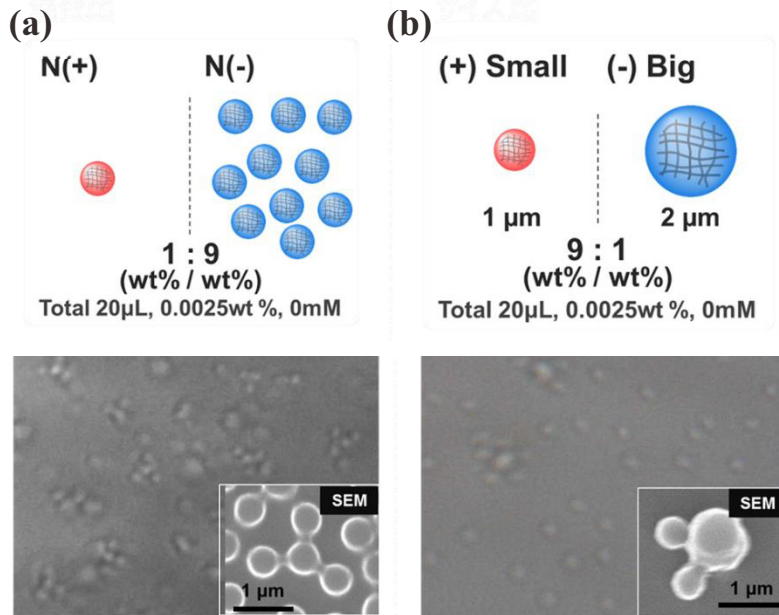 (a)
N(+) N(-)
1 : 9
(wt% / wt%)
Total 20µL, 0.0025wt %, 0mM
SEM
1 µm
(b)
(+) Small (-) Big
1 µm 2 µm
9 : 1
(wt% / wt%)
Total 20µL, 0.0025wt %, 0mM
SEM
1 µm